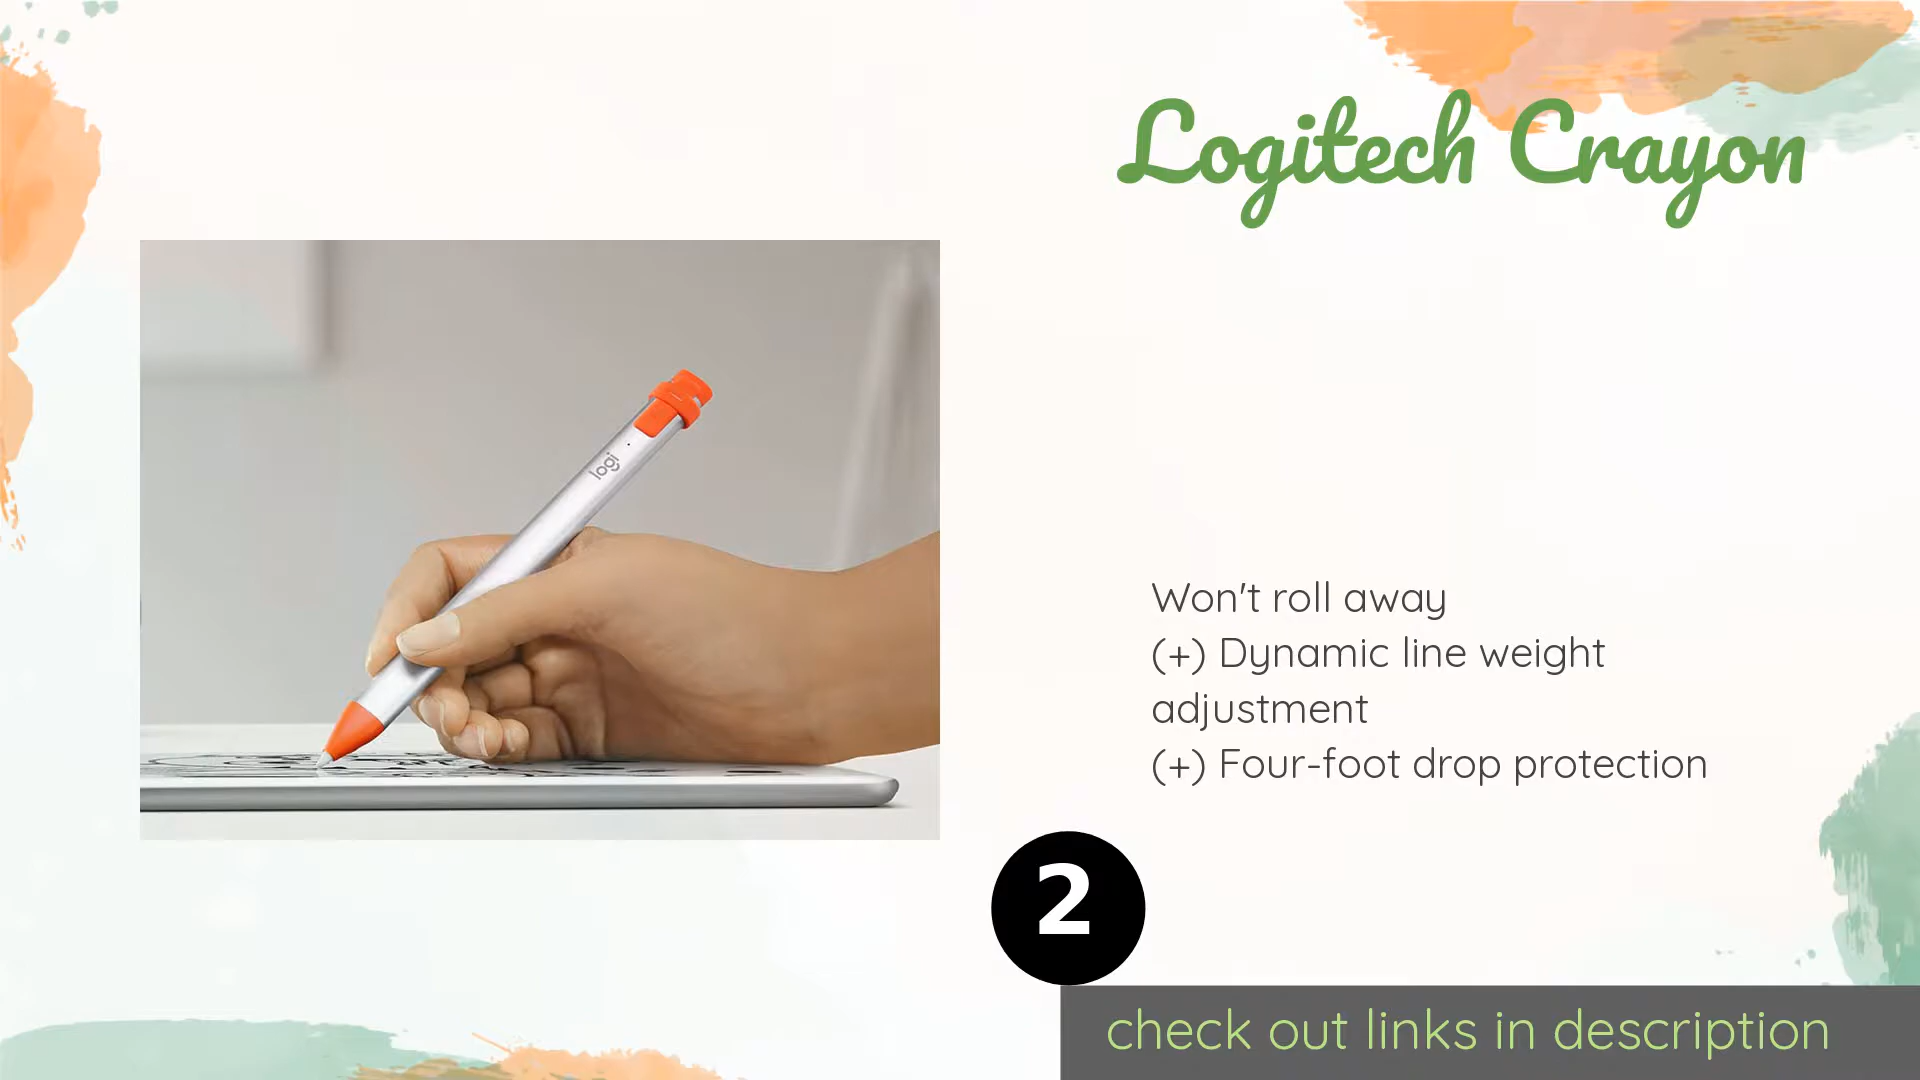 Logitech Crayon
logi
Won't roll away
(+) Dynamic line weight
adjustment
(+) Four-foot drop protection
2
check out links in description